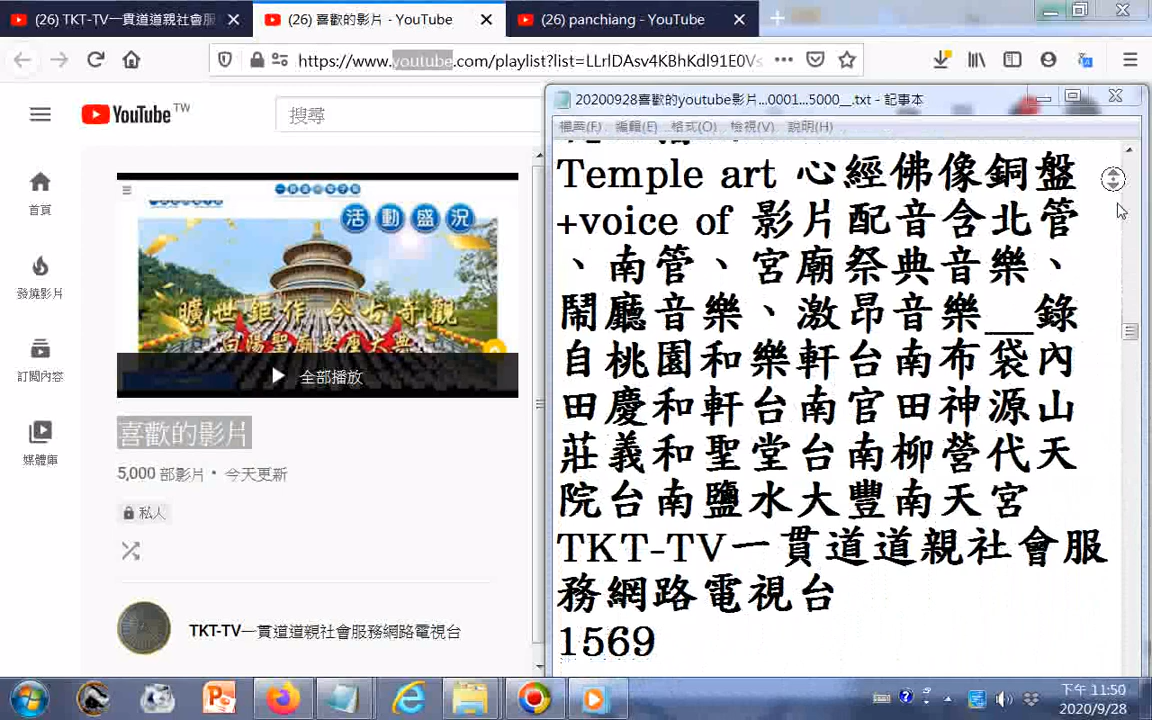 (26) TKT-TV一貫道道親社會服
(26) 喜歡的影片 - YouTube
(26) panchiang - YouTube
https://www.youtube.com/playlist?list=LLrlDAsv4KBhKdl91E0Vs
YouTube TW
搜尋
首頁
發燒影片
訂閱內容
媒體庫
活動盛況
曠世鉅作 今古奇觀
白陽聖廟安座大典
全部播放
喜歡的影片
5,000 部影片・今天更新
私人
TKT-TV一貫道道親社會服務網路電視台
20200928喜歡的youtube影片...0001...5000__.txt - 記事本
檔案(F) 編輯(E) 格式(O) 檢視(V) 說明(H)
Temple art 心經佛像銅盤
+voice of 影片配音含北管
、南管、宮廟祭典音樂、
鬧廳音樂、激昂音樂__錄
自桃園和樂軒台南布袋內
田慶和軒台南官田神源山
莊義和聖堂台南柳營代天
院台南鹽水大豐南天宮
TKT-TV一貫道道親社會服
務網路電視台
1569
下午 11:50
2020/9/28